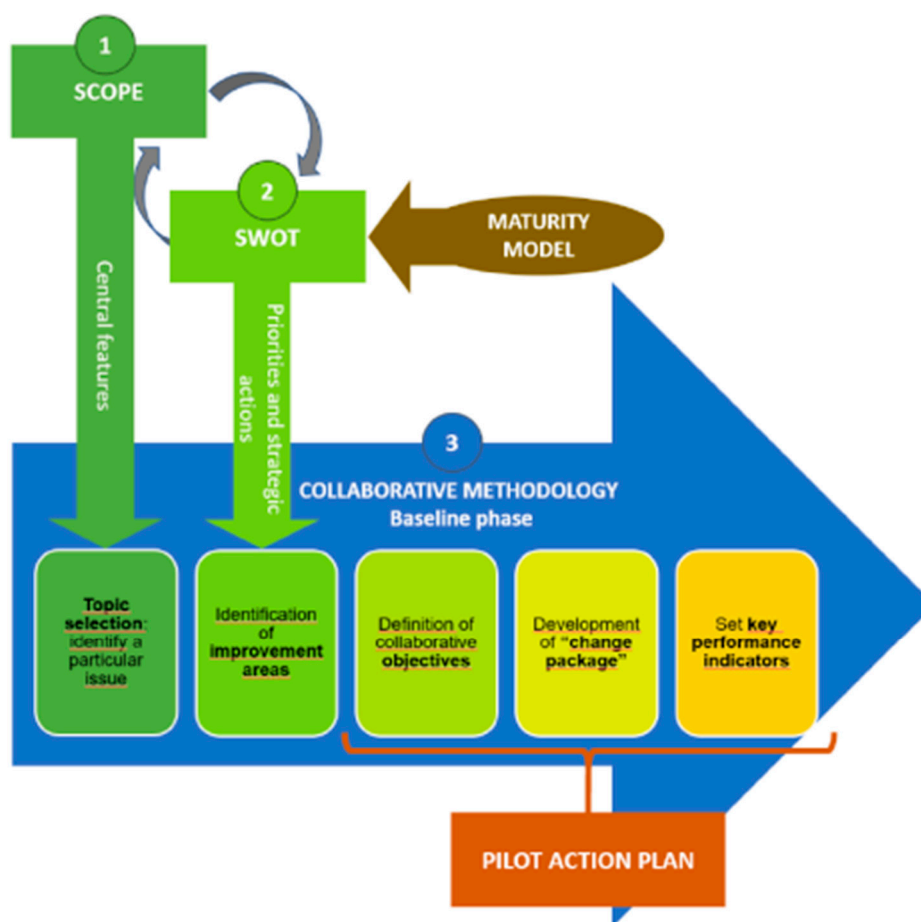 1
SCOPE
2
SWOT
MATURITY
MODEL
Central features
Priorities and strategic
actions
3
COLLABORATIVE METHODOLOGY
Baseline phase
Topic
selection:
identify a
particular
issue
Identification
of
improvement
areas
Definition of
collaborative
objectives
Development
of “change
package”
Set key
performance
indicators
PILOT ACTION PLAN